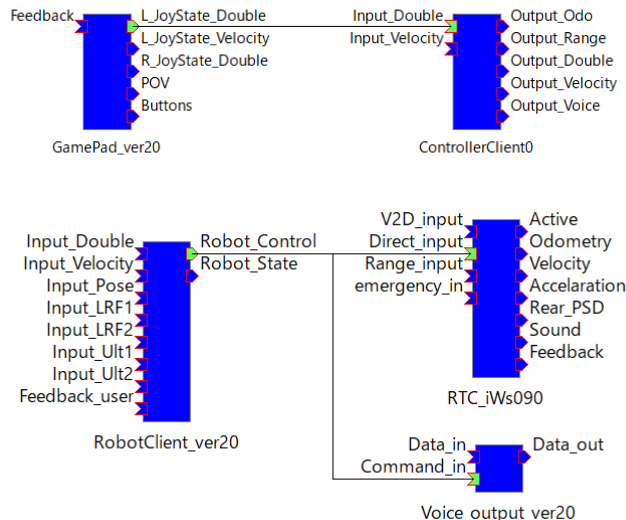 Feedback
L_JoyState_Double
L_JoyState_Velocity
R_JoyState_Double
POV
Buttons
GamePad_ver20
Input_Double
Input_Velocity
Output_Odo
Output_Range
Output_Double
Output_Velocity
Output_Voice
ControllerClient0
Input_Double
Input_Velocity
Input_Pose
Input_LRF1
Input_LRF2
Input_Ult1
Input_Ult2
Feedback_user
Robot_Control
Robot_State
RobotClient_ver20
V2D_input
Direct_input
Range_input
emergency_in
Active
Odometry
Velocity
Accelaration
Rear_PSD
Sound
Feedback
RTC_iWs090
Data_in
Command_in
Data_out
Voice output ver20